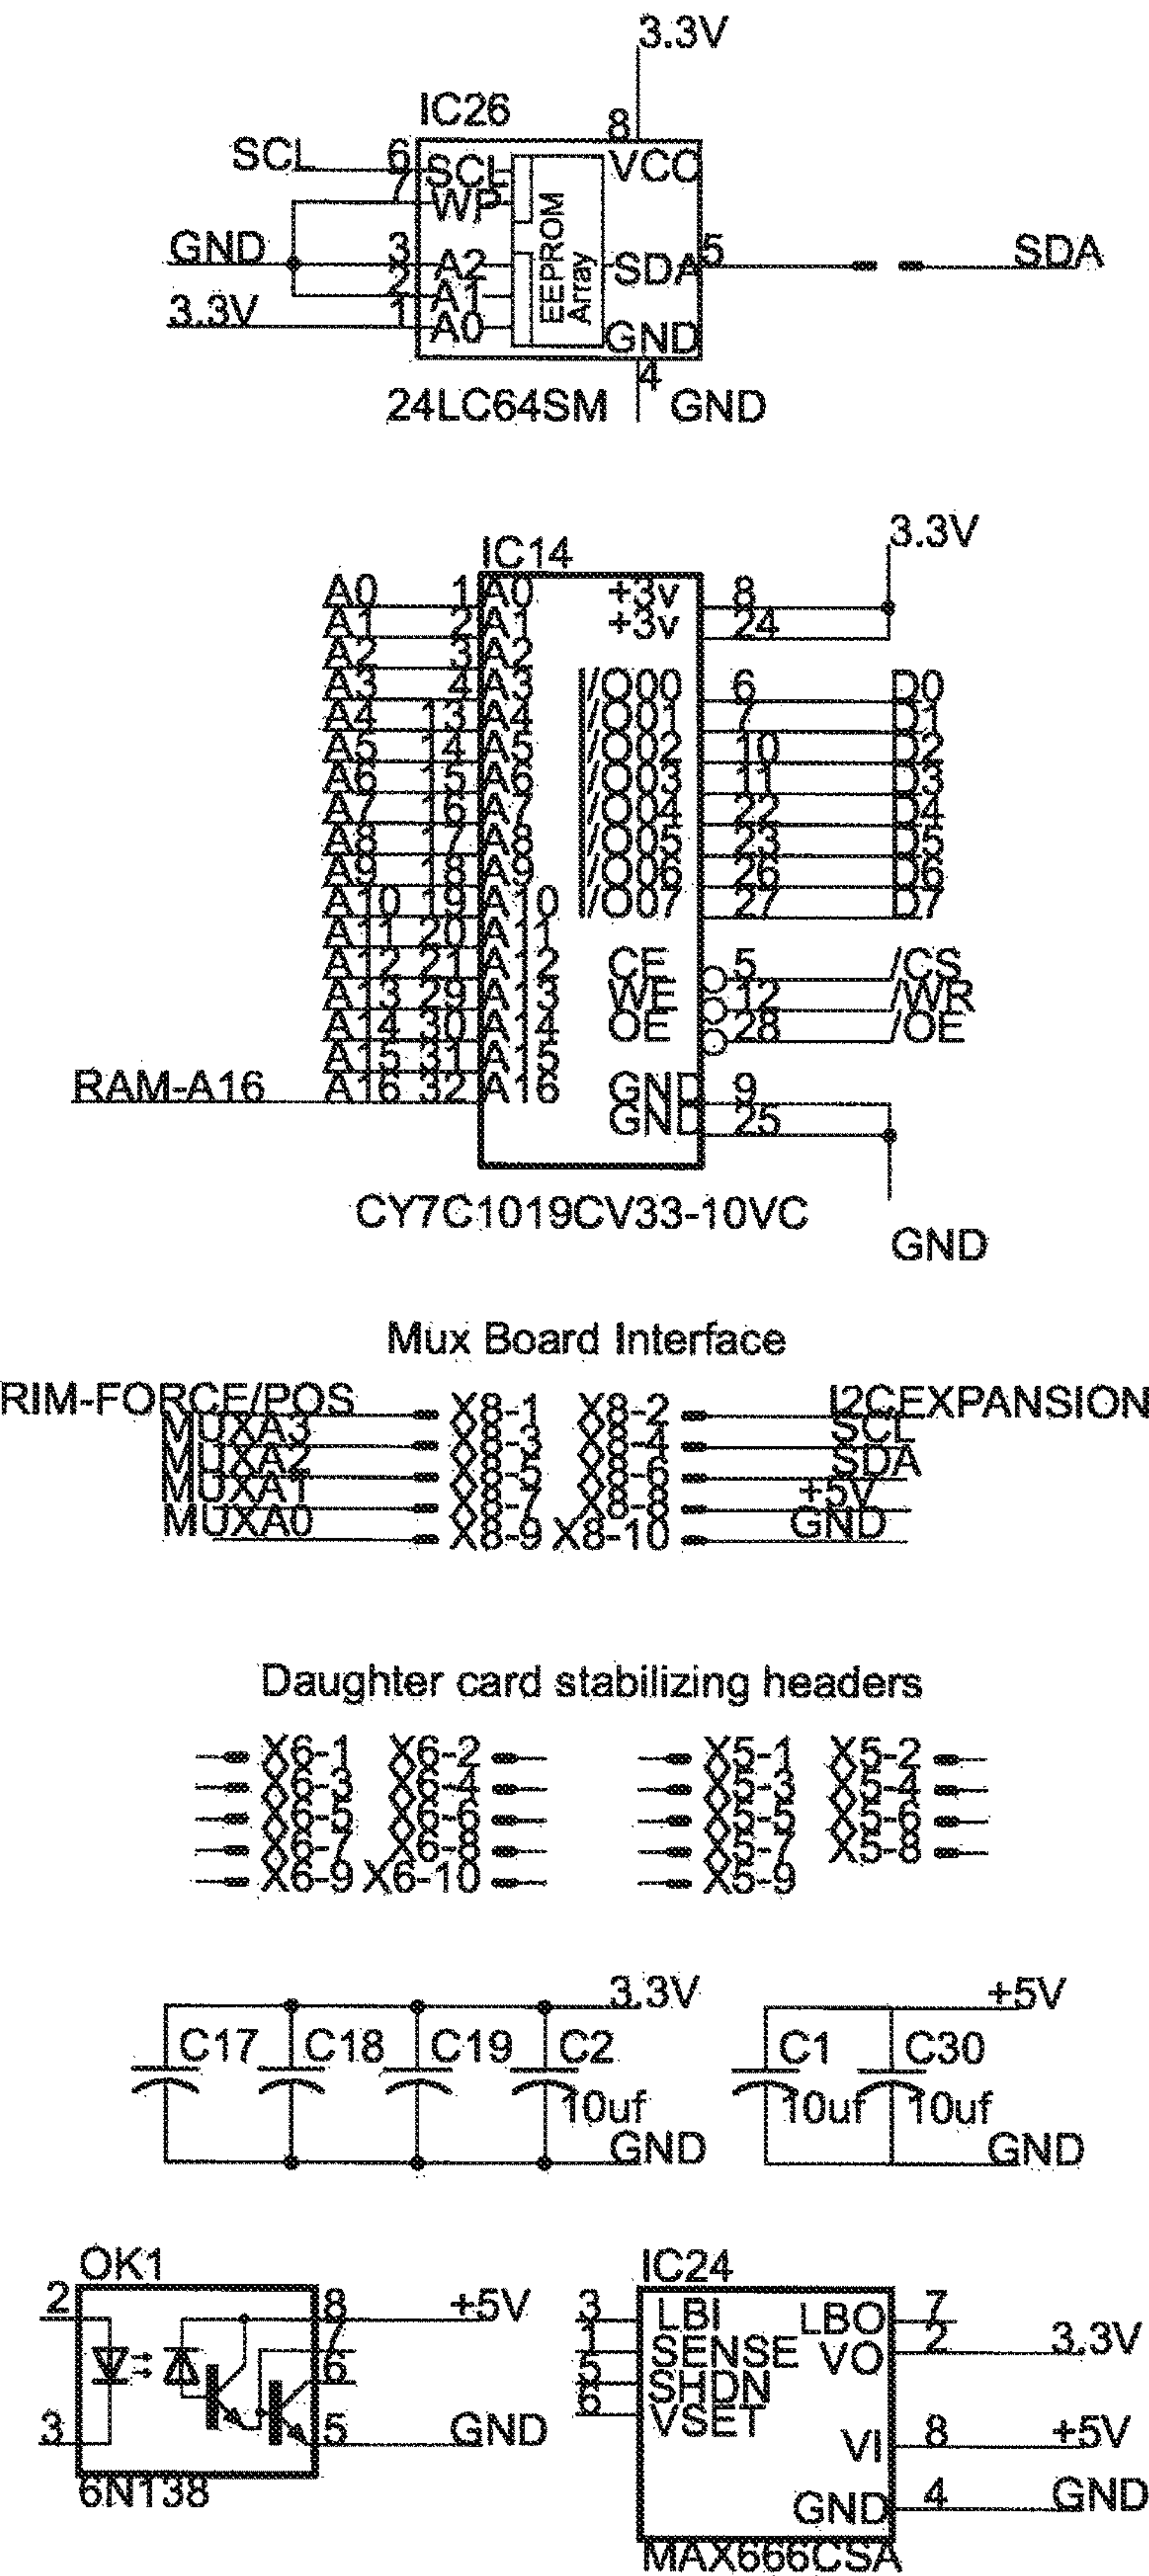 3.3V
IC26
8
SCL 6 SCL VCC
7 WP
EEPROM Array
GND 3 A2 SDA 5 SDA
2 A1
3.3V 1 A0
GND
4
24LC64SM GND
3.3V
IC14
A0 1 A0 +3v 8
A1 2 A1 +3v 24
A2 3 A2
A3 4 A3 I/O00 6 D0
A4 13 A4 I/O01 7 D1
A5 14 A5 I/O02 10 D2
A6 15 A6 I/O03 11 D3
A7 16 A7 I/O04 22 D4
A8 17 A8 I/O05 23 D5
A9 18 A9 I/O06 26 D6
A10 19 A10 I/O07 27 D7
A11 20 A11
A12 21 A12 CE 5 /CS
A13 29 A13 WE 12 /WR
A14 30 A14 OE 28 /OE
A15 31 A15
RAM-A16 A16 32 A16 GND 9
GND 25
CY7C1019CV33-10VC
GND
Mux Board Interface
RIM-FORCE/POS X8-1 X8-2 I2CEXPANSION
MUXA3 X8-3 X8-4 SCL
MUXA2 X8-5 X8-6 SDA
MUXA1 X8-7 X8-8 +5V
MUXA0 X8-9 X8-10 GND
Daughter card stabilizing headers
X6-1 X6-2 X5-1 X5-2
X6-3 X6-4 X5-3 X5-4
X6-5 X6-6 X5-5 X5-6
X6-7 X6-8 X5-7 X5-8
X6-9 X6-10 X5-9
3.3V +5V
C17 C18 C19 C2 C1 C30
10uf 10uf 10uf
GND GND
OK1
2 8 +5V
7
6
3 5 GND
6N138
IC24
3 LBI LBO 7
1 SENSE VO 2 3.3V
5 SHDN
6 VSET
VI 8 +5V
GND 4 GND
MAX666CSA